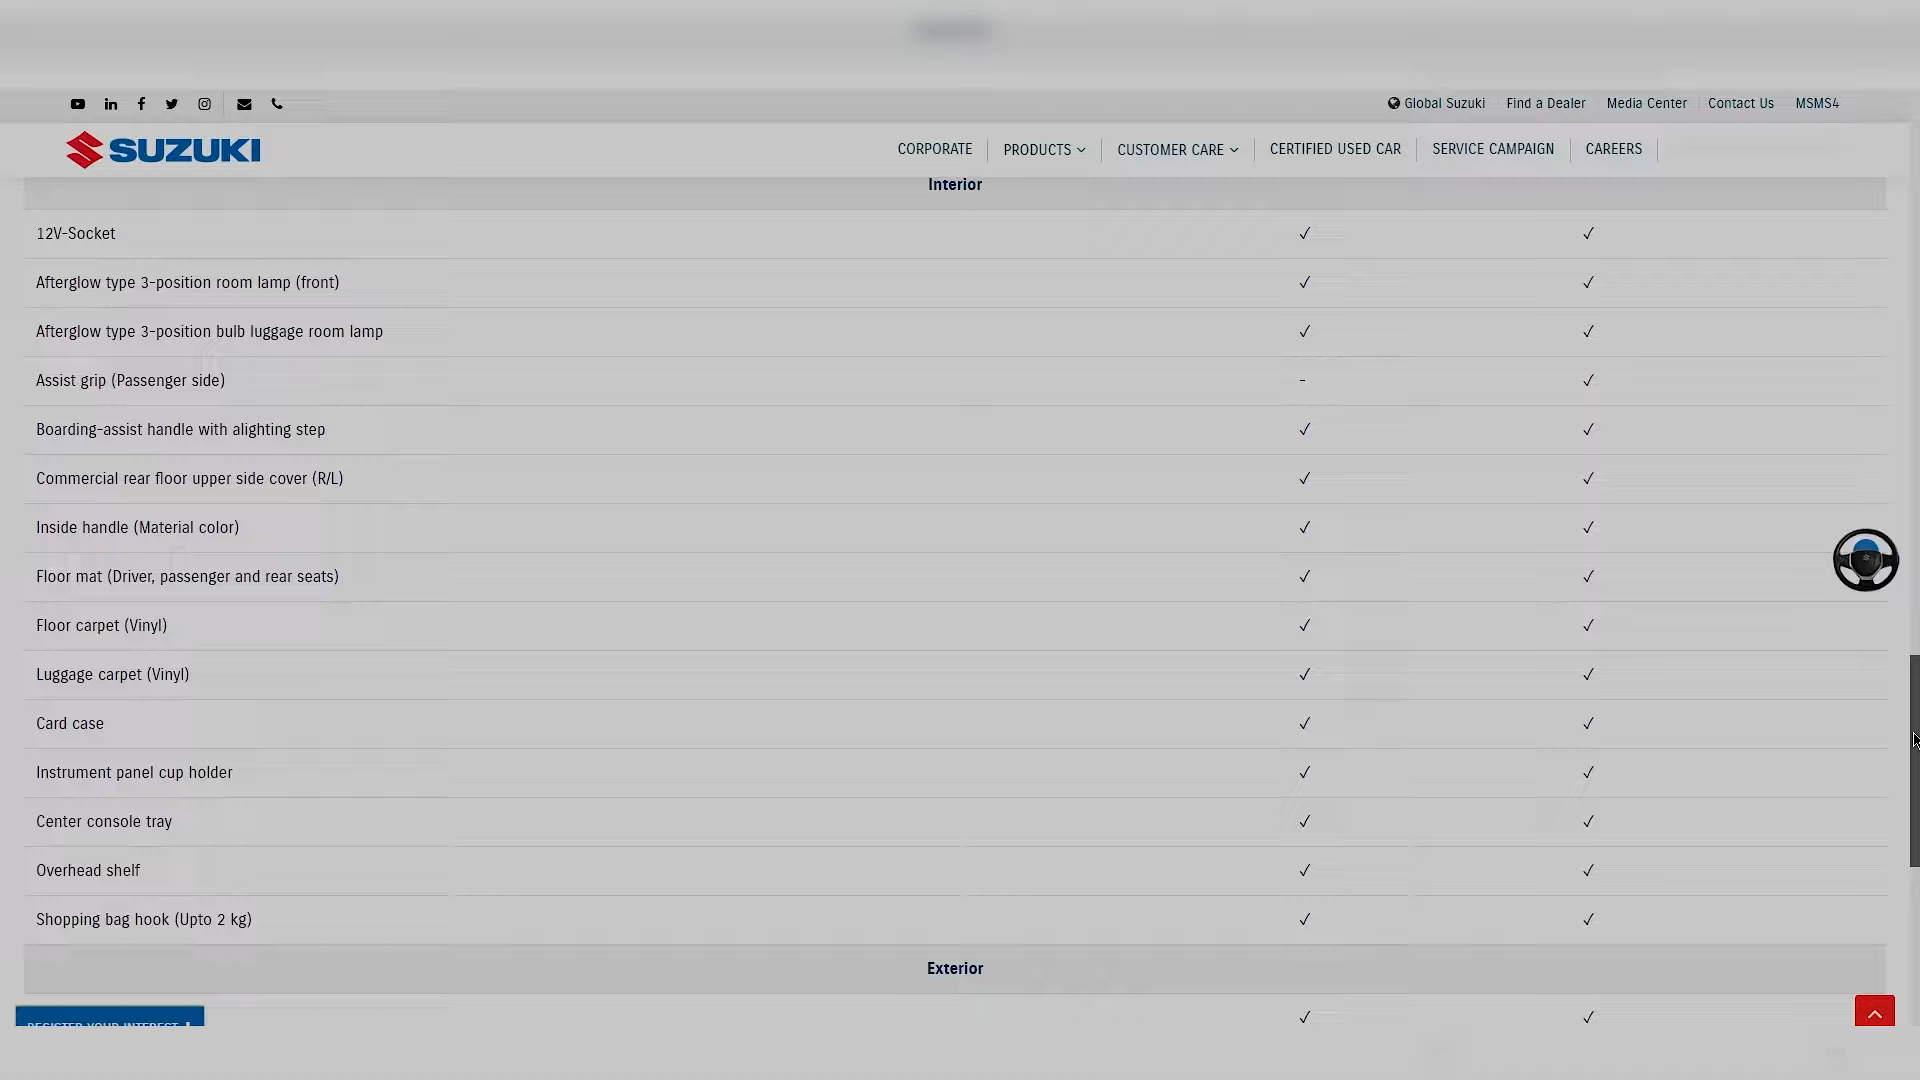 Global Suzuki Find a Dealer Media Center Contact Us MSMS4
SUZUKI CORPORATE PRODUCTS CUSTOMER CARE CERTIFIED USED CAR SERVICE CAMPAIGN CAREERS
Interior
12V-Socket ✓ ✓
Afterglow type 3-position room lamp (front) ✓ ✓
Afterglow type 3-position bulb luggage room lamp ✓ ✓
Assist grip (Passenger side) - ✓
Boarding-assist handle with alighting step ✓ ✓
Commercial rear floor upper side cover (R/L) ✓ ✓
Inside handle (Material color) ✓ ✓
Floor mat (Driver, passenger and rear seats) ✓ ✓
Floor carpet (Vinyl) ✓ ✓
Luggage carpet (Vinyl) ✓ ✓
Card case ✓ ✓
Instrument panel cup holder ✓ ✓
Center console tray ✓ ✓
Overhead shelf ✓ ✓
Shopping bag hook (Upto 2 kg) ✓ ✓
Exterior
✓ ✓
REGISTER YOUR INTEREST